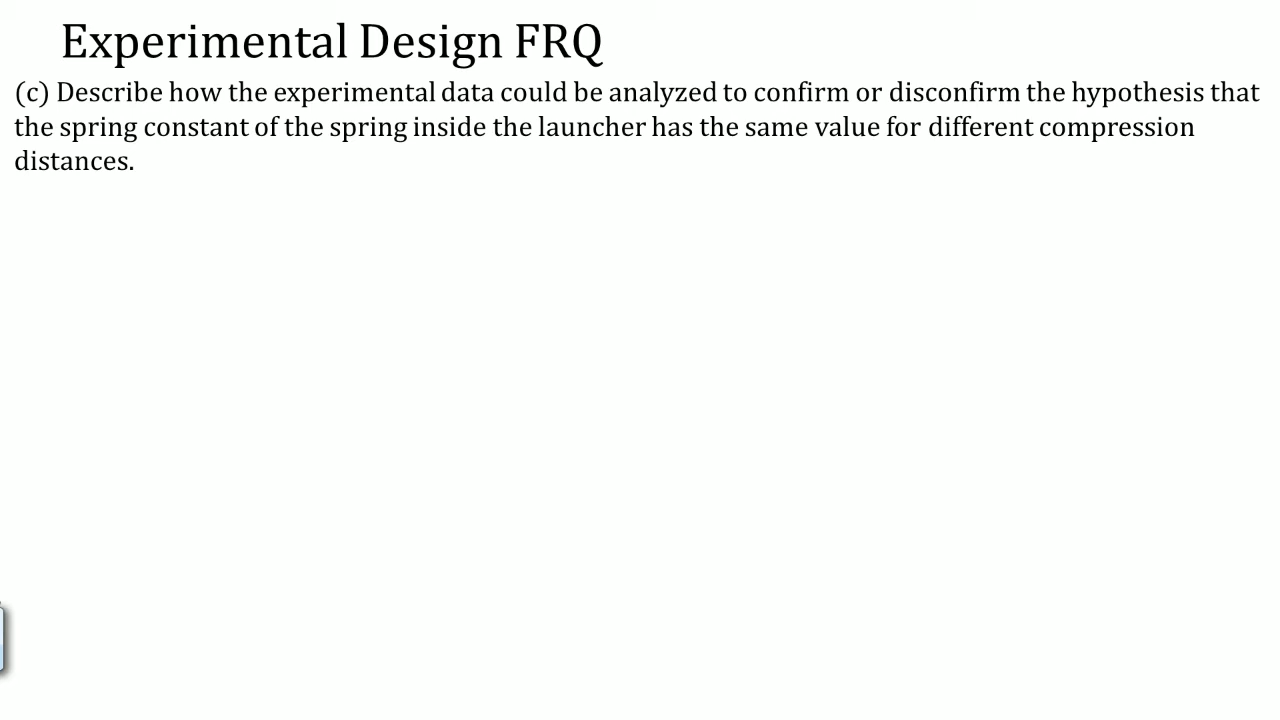 Experimental Design FRQ
(c) Describe how the experimental data could be analyzed to confirm or disconfirm the hypothesis that
the spring constant of the spring inside the launcher has the same value for different compression
distances.